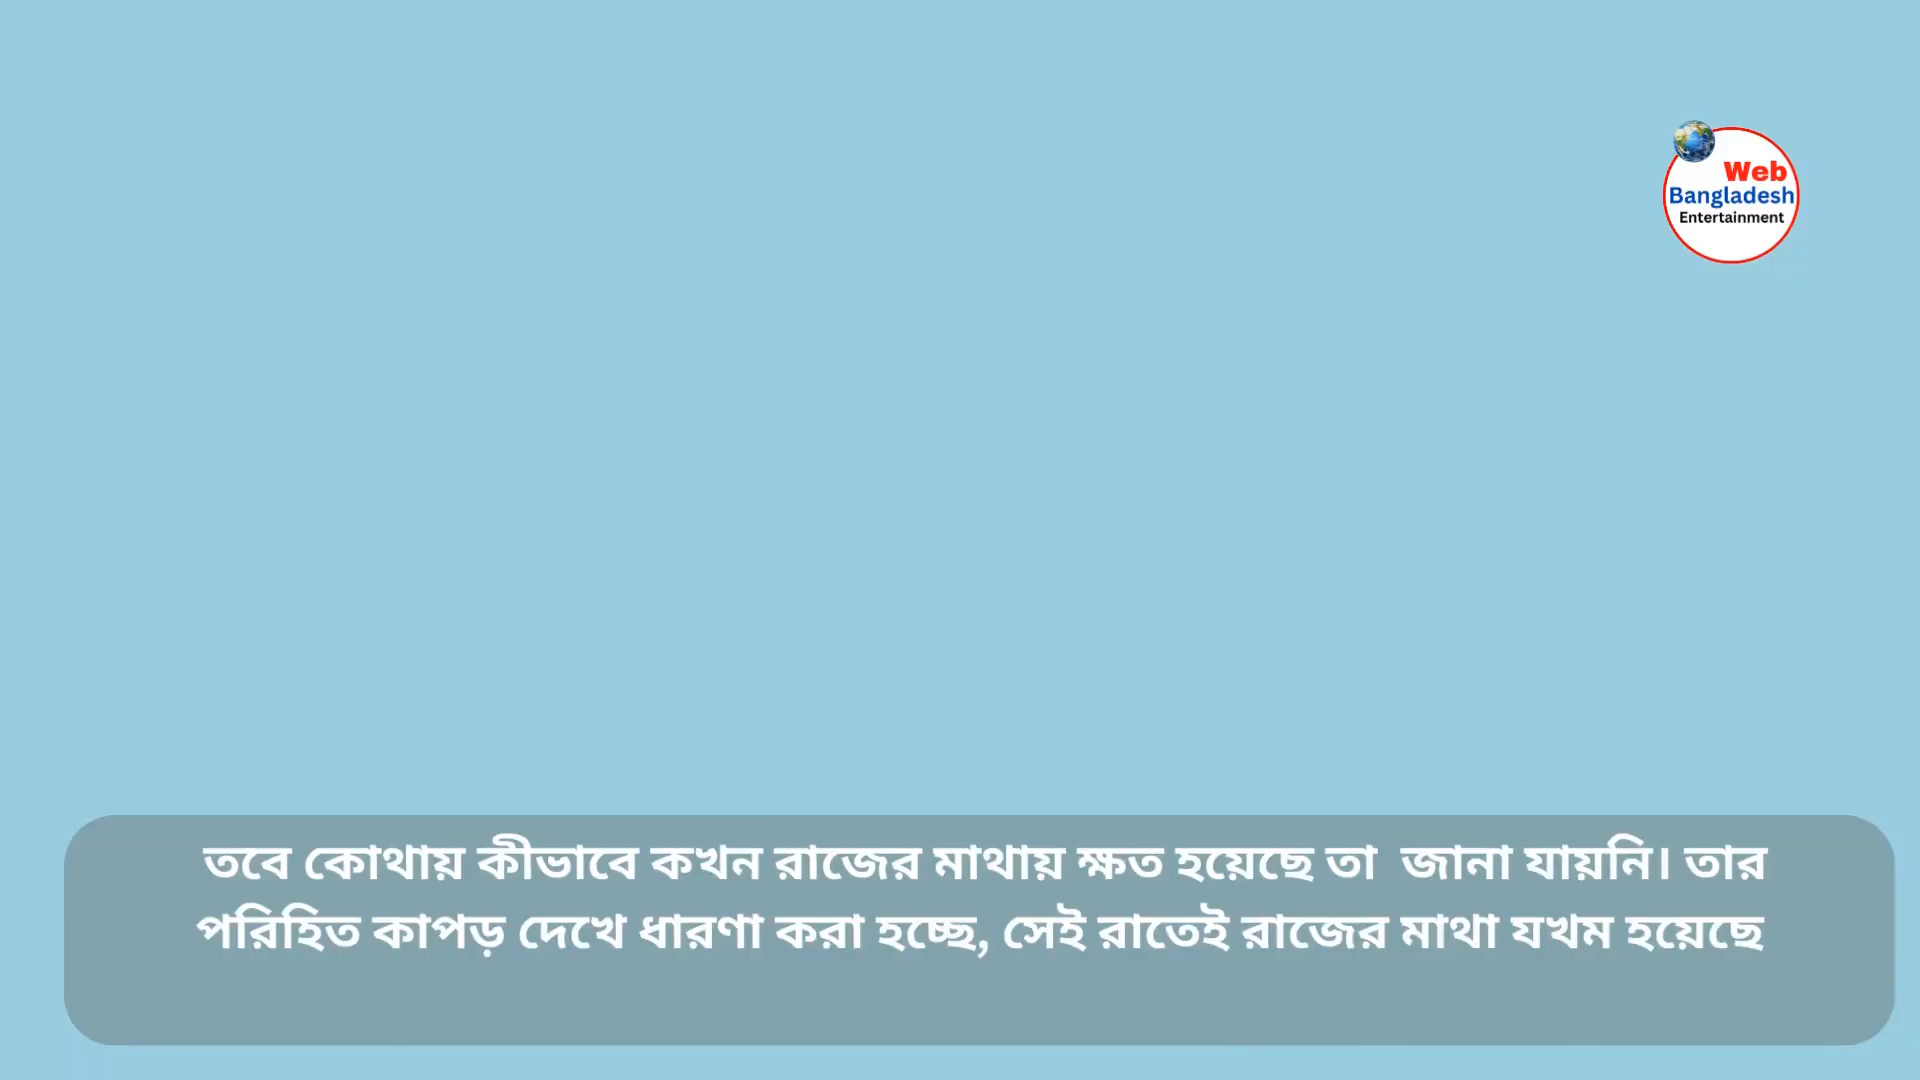 Web
Bangladesh
Entertainment
তবে কোথায় কীভাবে কখন রাজের মাথায় ক্ষত হয়েছে তা জানা যায়নি। তার
পরিহিত কাপড় দেখে ধারণা করা হচ্ছে, সেই রাতেই রাজের মাথা যখম হয়েছে